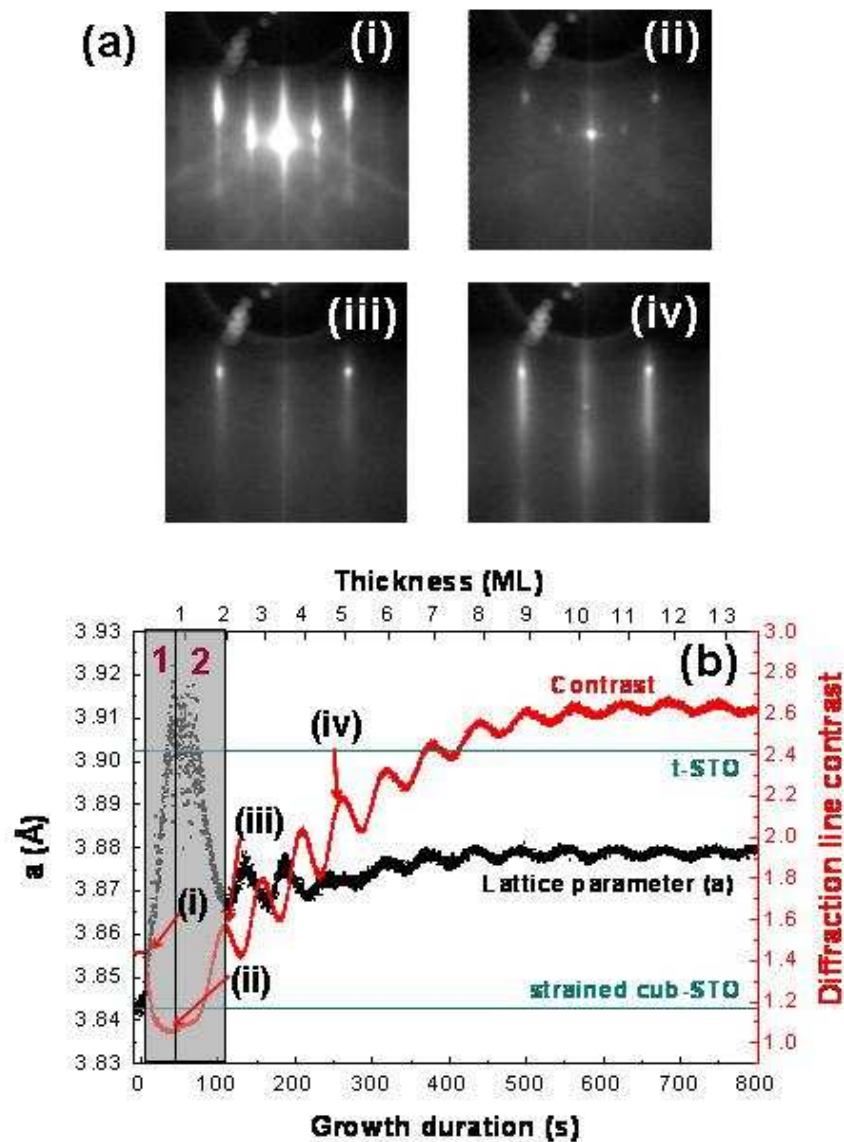 (a)
(i)
(ii)
(iii)
(iv)
Thickness (ML)
1 2 3 4 5 6 7 8 9 10 11 12 13
3.93
3.92
3.91
3.90
3.89
3.88
3.87
3.86
3.85
3.84
3.83
a (Å)
1 2
(b)
Contrast
(iv)
t-STO
(iii)
Lattice parameter (a)
(i)
(ii)
strained cub-STO
3.0
2.8
2.6
2.4
2.2
2.0
1.8
1.6
1.4
1.2
1.0
Diffraction line contrast
0 100 200 300 400 500 600 700 800
Growth duration (s)